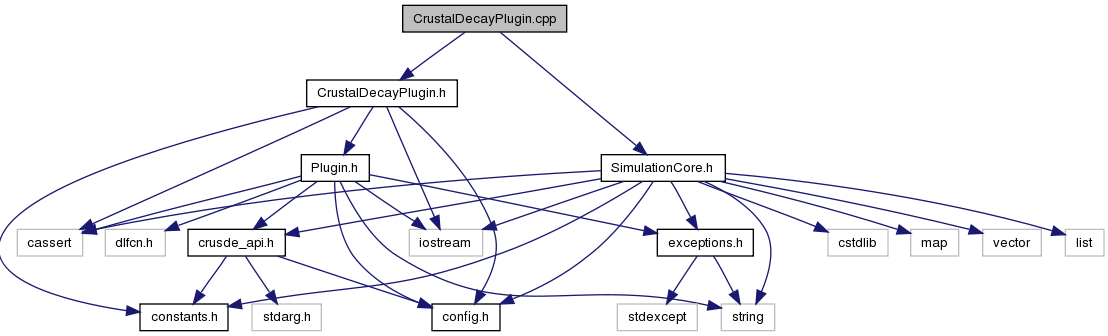 CrustalDecayPlugin.cpp
CrustalDecayPlugin.h
Plugin.h
SimulationCore.h
cassert
dlfcn.h
crusde_api.h
iostream
exceptions.h
cstdlib
map
vector
list
constants.h
stdarg.h
config.h
stdexcept
string